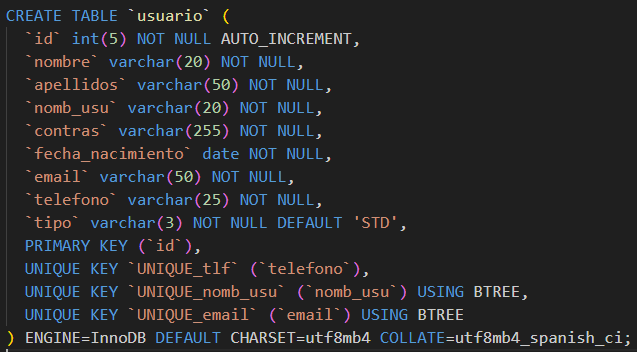 CREATE TABLE `usuario` (
  `id` int(5) NOT NULL AUTO_INCREMENT,
  `nombre` varchar(20) NOT NULL,
  `apellidos` varchar(50) NOT NULL,
  `nomb_usu` varchar(20) NOT NULL,
  `contras` varchar(255) NOT NULL,
  `fecha_nacimiento` date NOT NULL,
  `email` varchar(50) NOT NULL,
  `telefono` varchar(25) NOT NULL,
  `tipo` varchar(3) NOT NULL DEFAULT 'STD',
  PRIMARY KEY (`id`),
  UNIQUE KEY `UNIQUE_tlf` (`telefono`),
  UNIQUE KEY `UNIQUE_nomb_usu` (`nomb_usu`) USING BTREE,
  UNIQUE KEY `UNIQUE_email` (`email`) USING BTREE
) ENGINE=InnoDB DEFAULT CHARSET=utf8mb4 COLLATE=utf8mb4_spanish_ci;